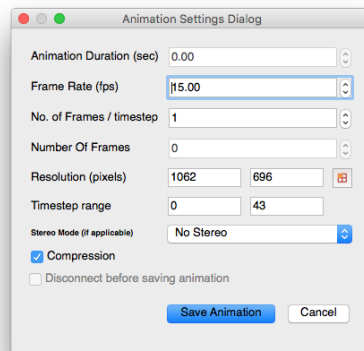 Animation Settings Dialog
Animation Duration (sec) 0.00
Frame Rate (fps) 15.00
No. of Frames / timestep 1
Number Of Frames 0
Resolution (pixels) 1062 696
Timestep range 0 43
Stereo Mode (if applicable) No Stereo
Compression
Disconnect before saving animation
Save Animation Cancel